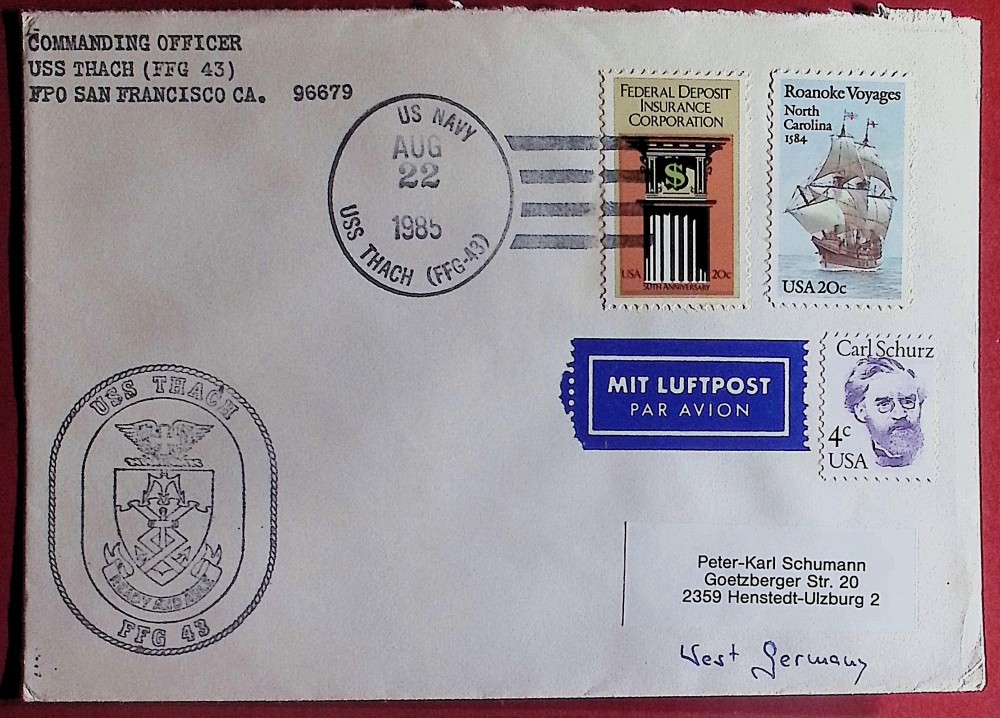 COMMANDING OFFICER
USS THACH (FFG 43)
FPO SAN FRANCISCO CA. 96679
US NAVY
AUG
22
1985
USS THACH (FFG-43)
FEDERAL DEPOSIT
INSURANCE
CORPORATION
$
USA 20c
50TH ANNIVERSARY
Roanoke Voyages
North
Carolina
1584
USA 20c
MIT LUFTPOST
PAR AVION
Carl Schurz
4c
USA
USS THACH
READY AND ABLE
FFG 43
Peter-Karl Schumann
Goetzberger Str. 20
2359 Henstedt-Ulzburg 2
West Germany